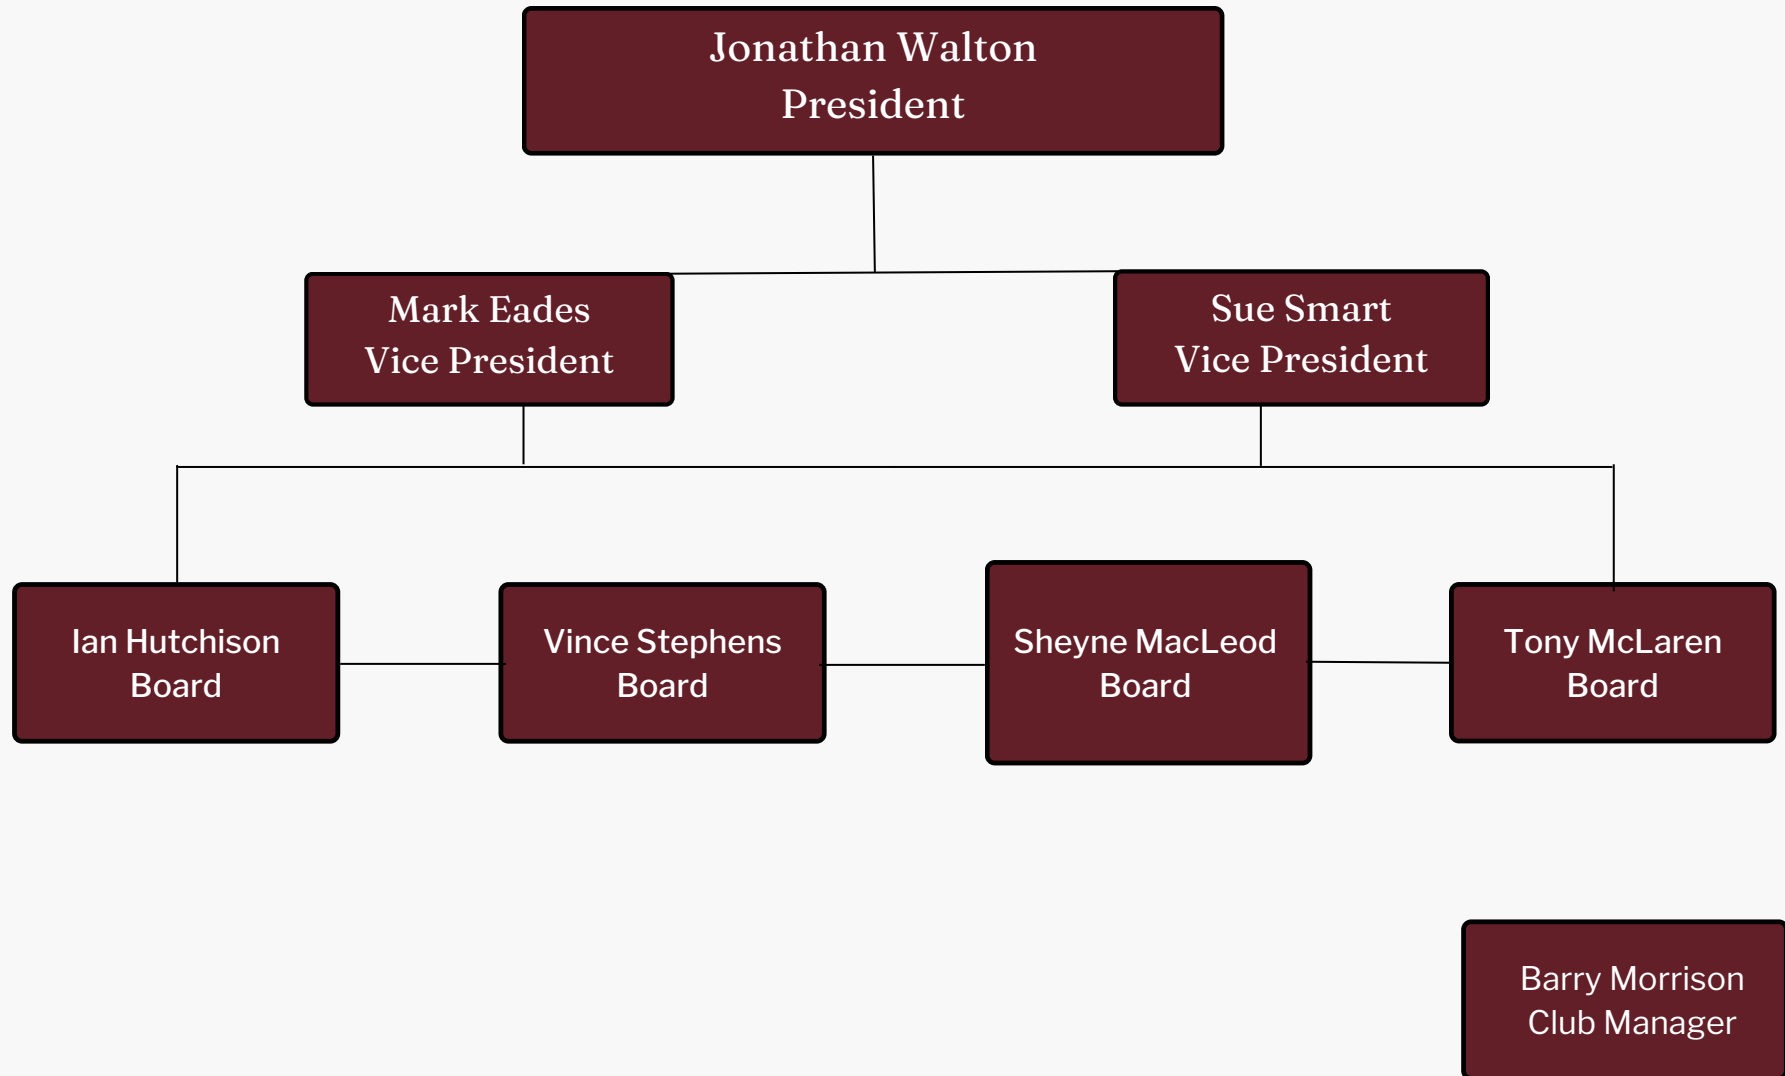 Jonathan Walton
President
Mark Eades
Vice President
Sue Smart
Vice President
Ian Hutchison
Board
Vince Stephens
Board
Sheyne MacLeod
Board
Tony McLaren
Board
Barry Morrison
Club Manager